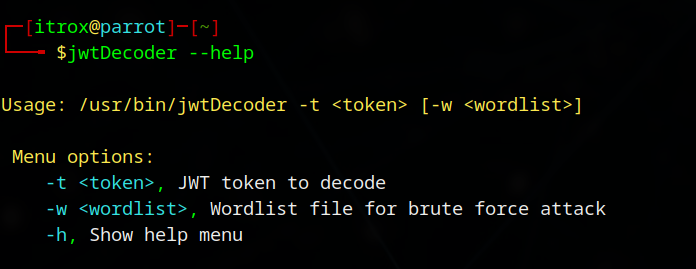 [itrox@parrot]-[~]
$jwtDecoder --help
Usage: /usr/bin/jwtDecoder -t <token> [-w <wordlist>]
Menu options:
-t <token>, JWT token to decode
-w <wordlist>, Wordlist file for brute force attack
-h, Show help menu